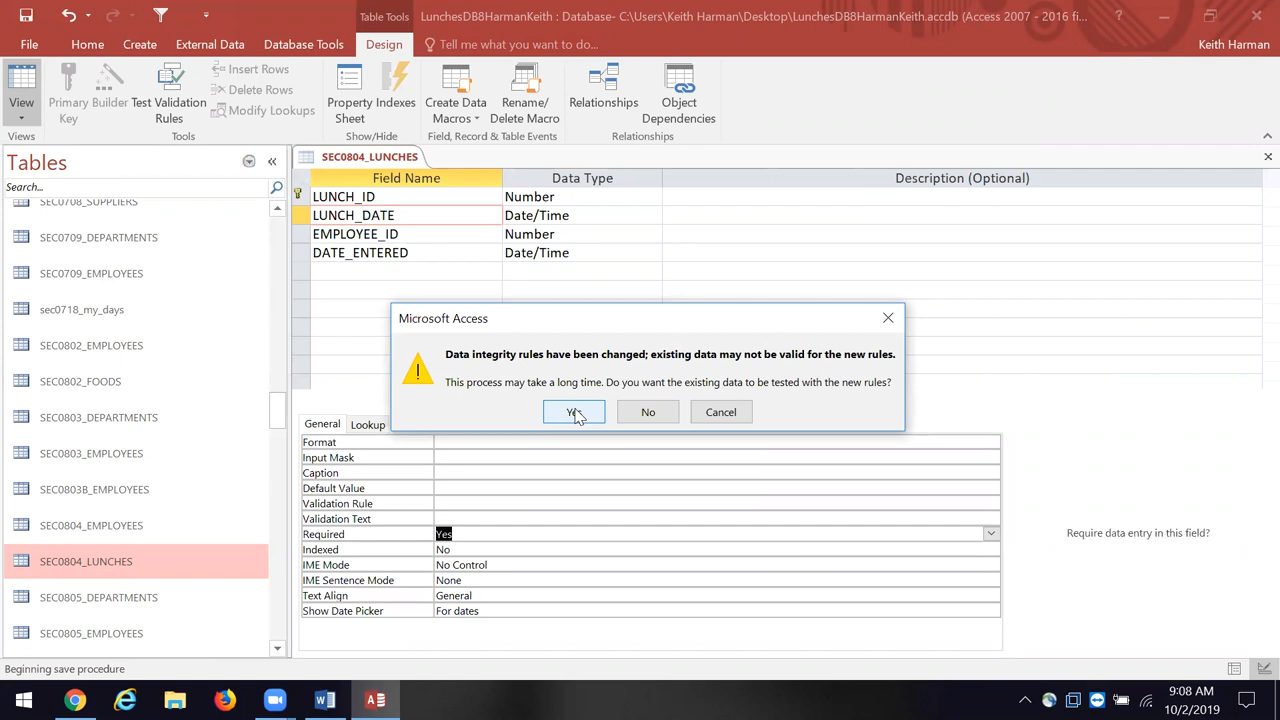 Table Tools
LunchesDB8HarmanKeith : Database- C:\Users\Keith Harman\Desktop\LunchesDB8HarmanKeith.accdb (Access 2007 - 2016 fi...
File
Home
Create
External Data
Database Tools
Design
Tell me what you want to do...
Keith Harman
View
Primary Key
Builder
Test Validation Rules
Insert Rows
Delete Rows
Modify Lookups
Property Sheet
Indexes
Create Data Macros
Rename/ Delete Macro
Relationships
Object Dependencies
Views
Tools
Show/Hide
Field, Record & Table Events
Relationships
Tables
Search...
SEC0708_SUPPLIERS
SEC0709_DEPARTMENTS
SEC0709_EMPLOYEES
sec0718_my_days
SEC0802_EMPLOYEES
SEC0802_FOODS
SEC0803_DEPARTMENTS
SEC0803_EMPLOYEES
SEC0803B_EMPLOYEES
SEC0804_EMPLOYEES
SEC0804_LUNCHES
SEC0805_DEPARTMENTS
SEC0805_EMPLOYEES
SEC0804_LUNCHES
Field Name Data Type Description (Optional)
LUNCH_ID Number
LUNCH_DATE Date/Time
EMPLOYEE_ID Number
DATE_ENTERED Date/Time
Microsoft Access
Data integrity rules have been changed; existing data may not be valid for the new rules.
This process may take a long time. Do you want the existing data to be tested with the new rules?
Yes No Cancel
General Lookup
Format
Input Mask
Caption
Default Value
Validation Rule
Validation Text
Required Yes
Indexed No
IME Mode No Control
IME Sentence Mode None
Text Align General
Show Date Picker For dates
Require data entry in this field?
Beginning save procedure
9:08 AM
10/2/2019